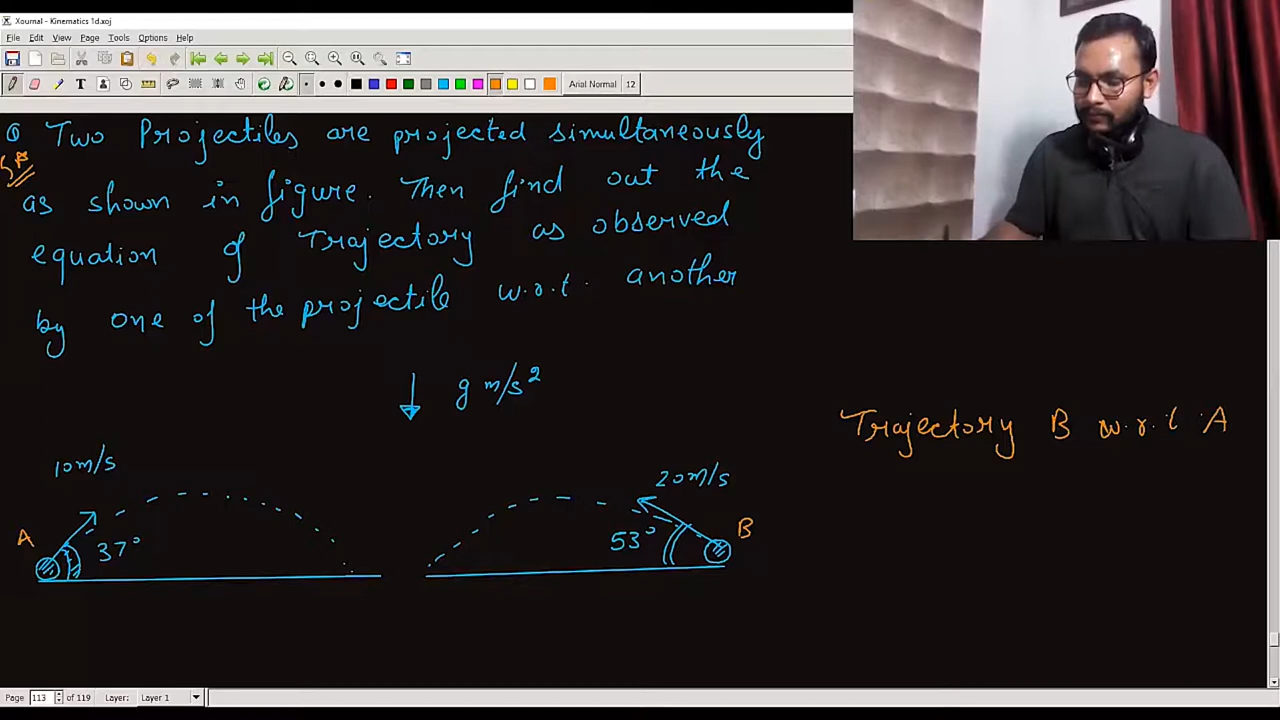 Xournal - Kinematics 1d.xoj
File Edit View Page Tools Options Help
Arial Normal 12
Q Two Projectiles are projected simultaneously
as shown in figure. Then find out the
equation of Trajectory as observed
by one of the projectile w.r.t. another
g m/s²
Trajectory B w.r.t A
10m/s
20m/s
A
37°
53°
B
Page 113 of 119 Layer: Layer 1